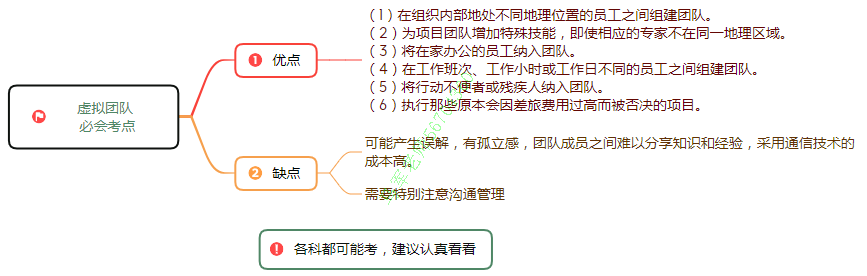 虚拟团队
必会考点
1 优点
（1）在组织内部地处不同地理位置的员工之间组建团队。
（2）为项目团队增加特殊技能，即使相应的专家不在同一地理区域。
（3）将在家办公的员工纳入团队。
（4）在工作班次、工作小时或工作日不同的员工之间组建团队。
（5）将行动不便者或残疾人纳入团队。
（6）执行那些原本会因差旅费用过高而被否决的项目。
2 缺点
可能产生误解，有孤立感，团队成员之间难以分享知识和经验，采用通信技术的
成本高。
需要特别注意沟通管理
! 各科都可能考，建议认真看看